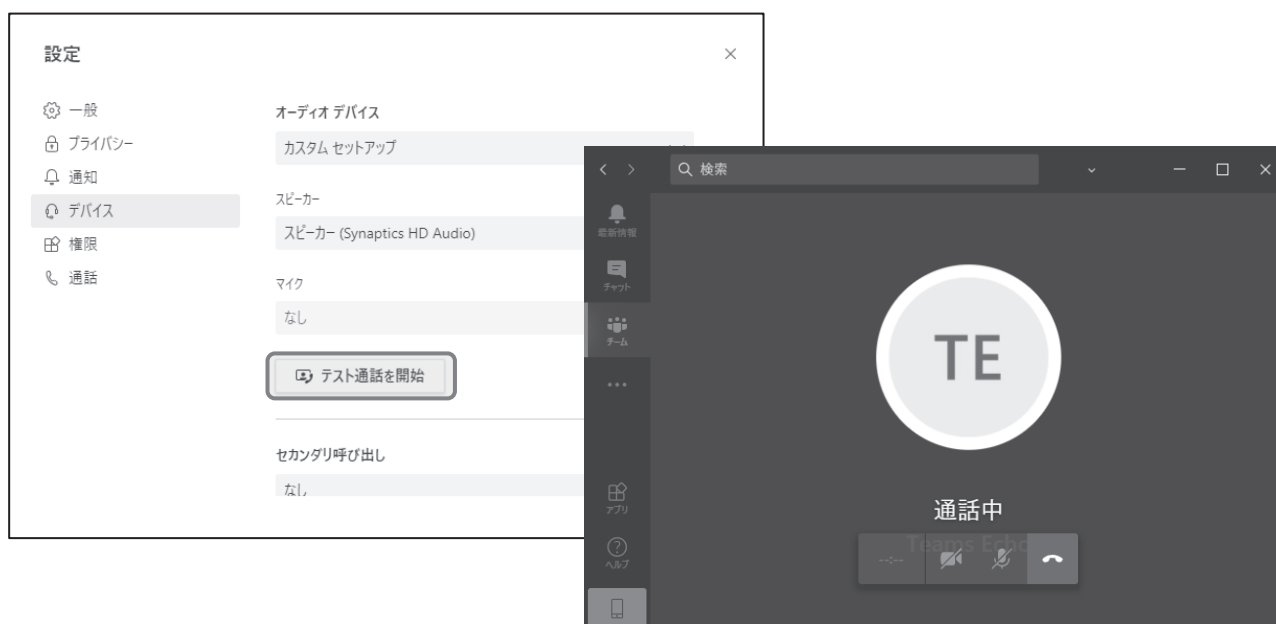 設定
一般
プライバシー
通知
デバイス
権限
通話
オーディオ デバイス
カスタム セットアップ
スピーカー
スピーカー (Synaptics HD Audio)
マイク
なし
テスト通話を開始
セカンダリ呼び出し
なし
検索
最新情報
チャット
チーム
アプリ
ヘルプ
TE
通話中
Teams Echo
--:--